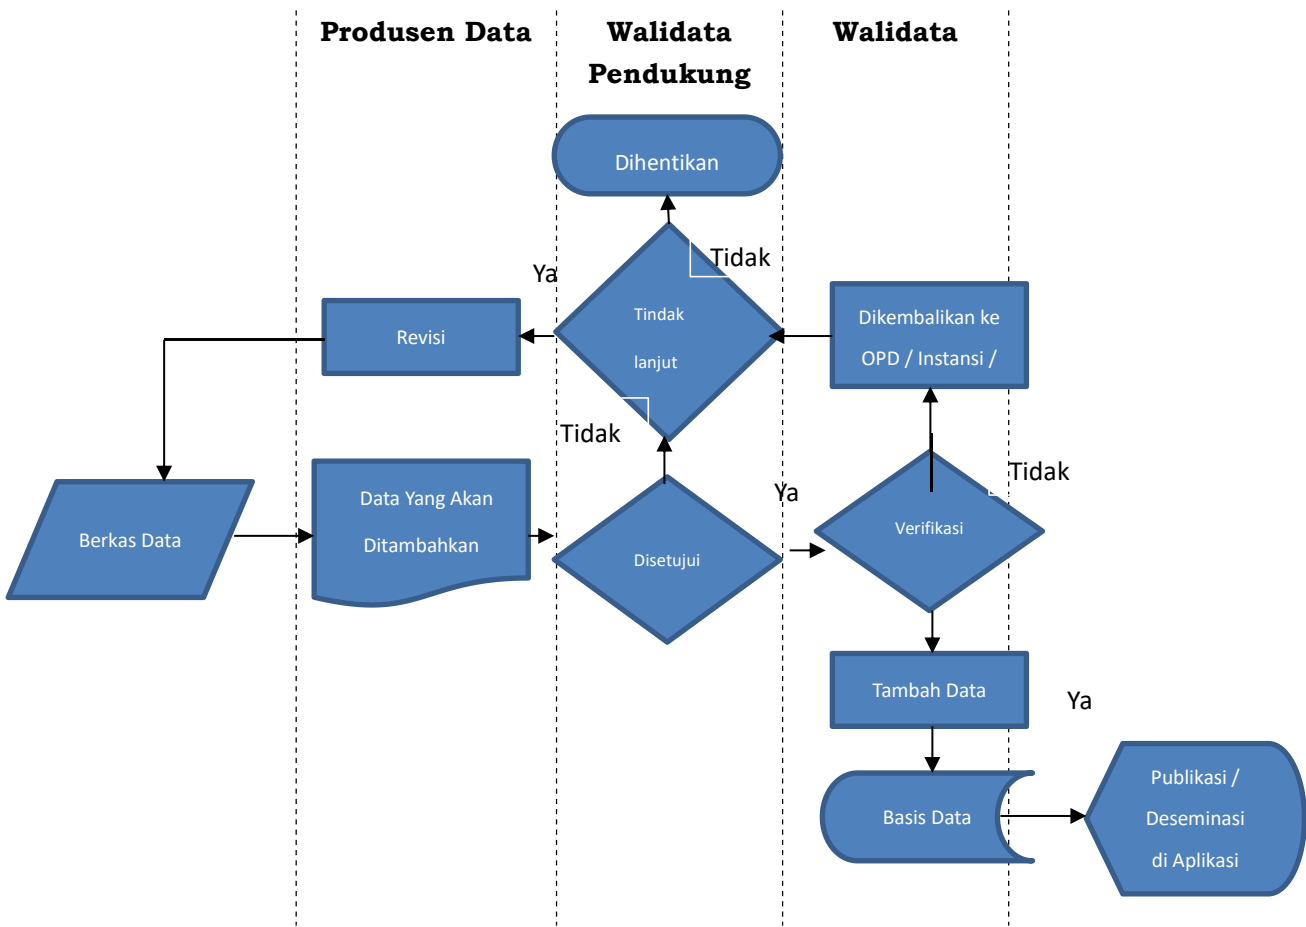 Produsen Data
Walidata
Pendukung
Walidata
Dihentikan
Tidak
Ya
Tindak
lanjut
Revisi
Dikembalikan ke
OPD / Instansi /
Tidak
Tidak
Ya
Berkas Data
Data Yang Akan
Ditambahkan
Disetujui
Verifikasi
Tambah Data
Ya
Basis Data
Publikasi /
Deseminasi
di Aplikasi